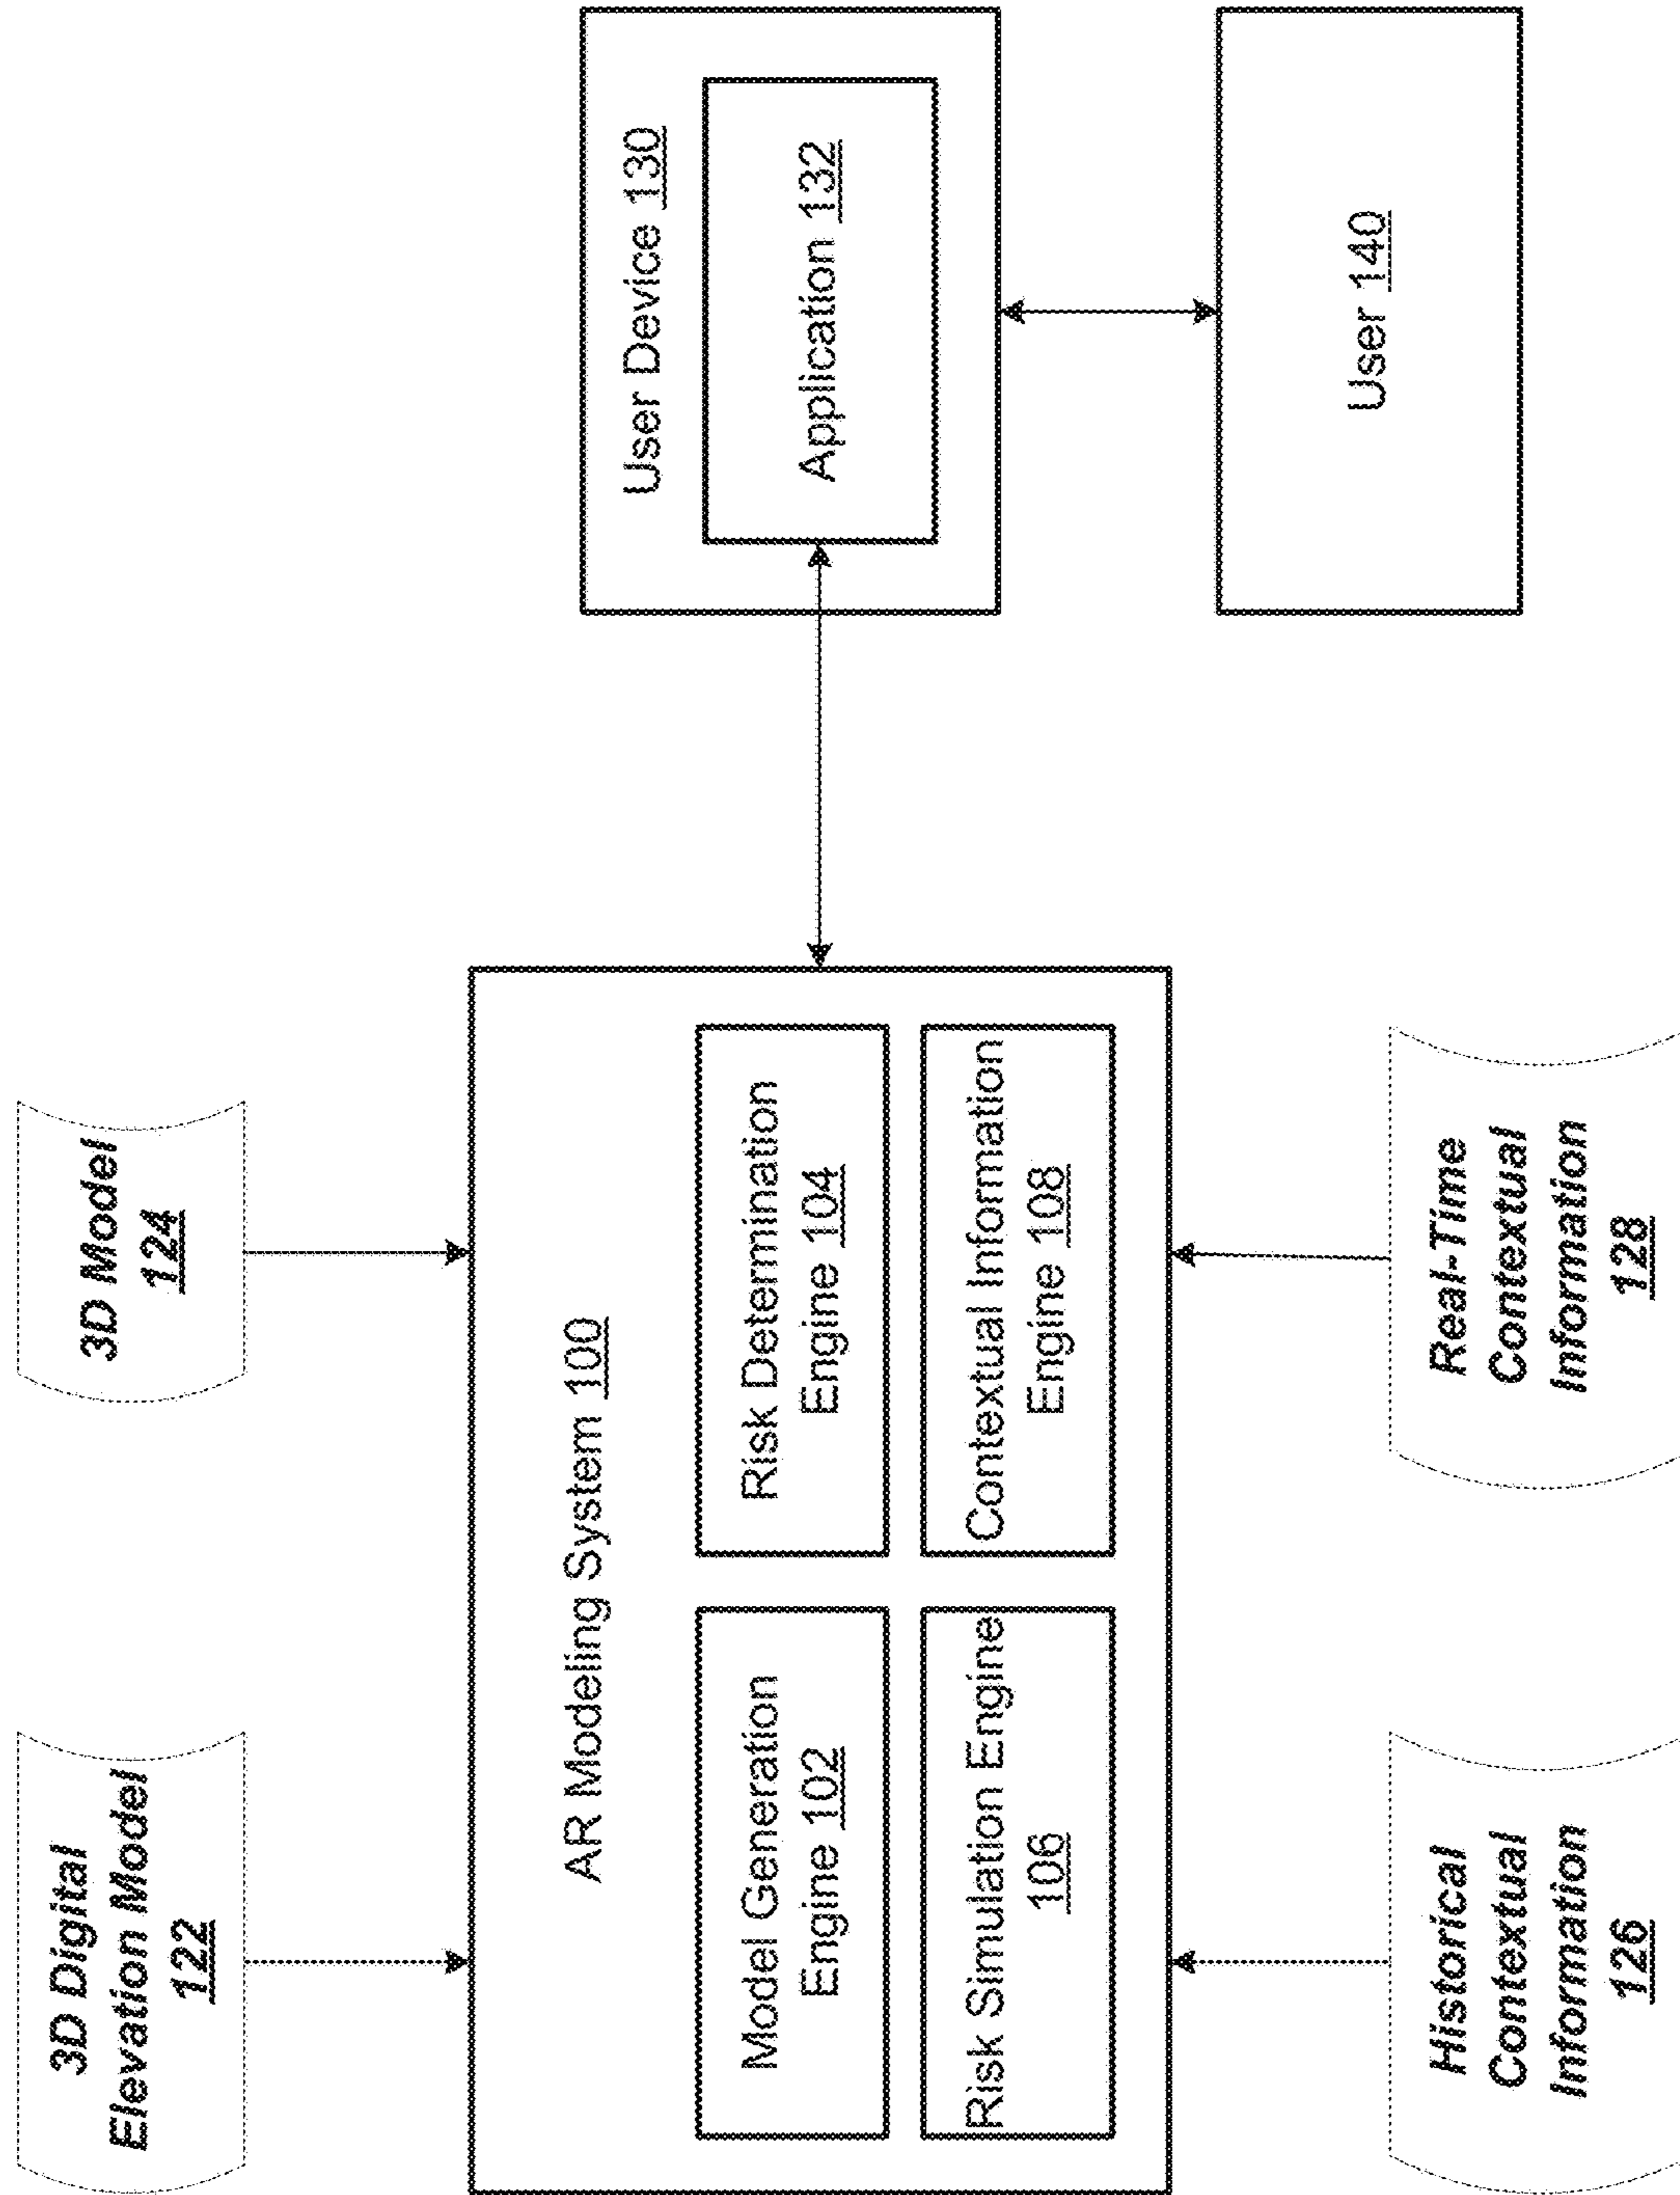 3D Digital
Elevation Model
122
3D Model
124
AR Modeling System 100
Model Generation
Engine 102
Risk Determination
Engine 104
Risk Simulation Engine
106
Contextual Information
Engine 108
Historical
Contextual
Information
126
Real-Time
Contextual
Information
128
User Device 130
Application 132
User 140